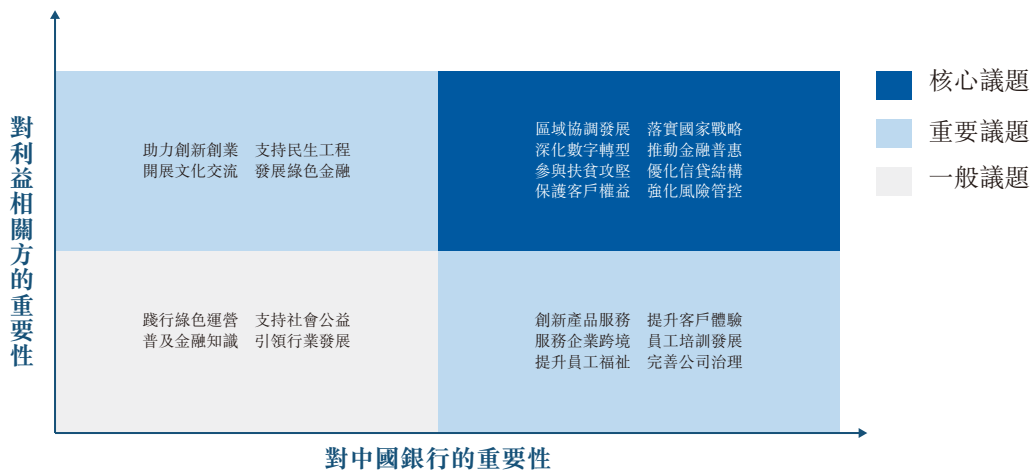 對利益相關方的重要性
助力創新創業 支持民生工程
開展文化交流 發展綠色金融
區域協調發展 落實國家戰略
深化數字轉型 推動金融普惠
參與扶貧攻堅 優化信貸結構
保護客戶權益 強化風險管控
踐行綠色運營 支持社會公益
普及金融知識 引領行業發展
創新產品服務 提升客戶體驗
服務企業跨境 員工培訓發展
提升員工福祉 完善公司治理
對中國銀行的重要性
核心議題
重要議題
一般議題